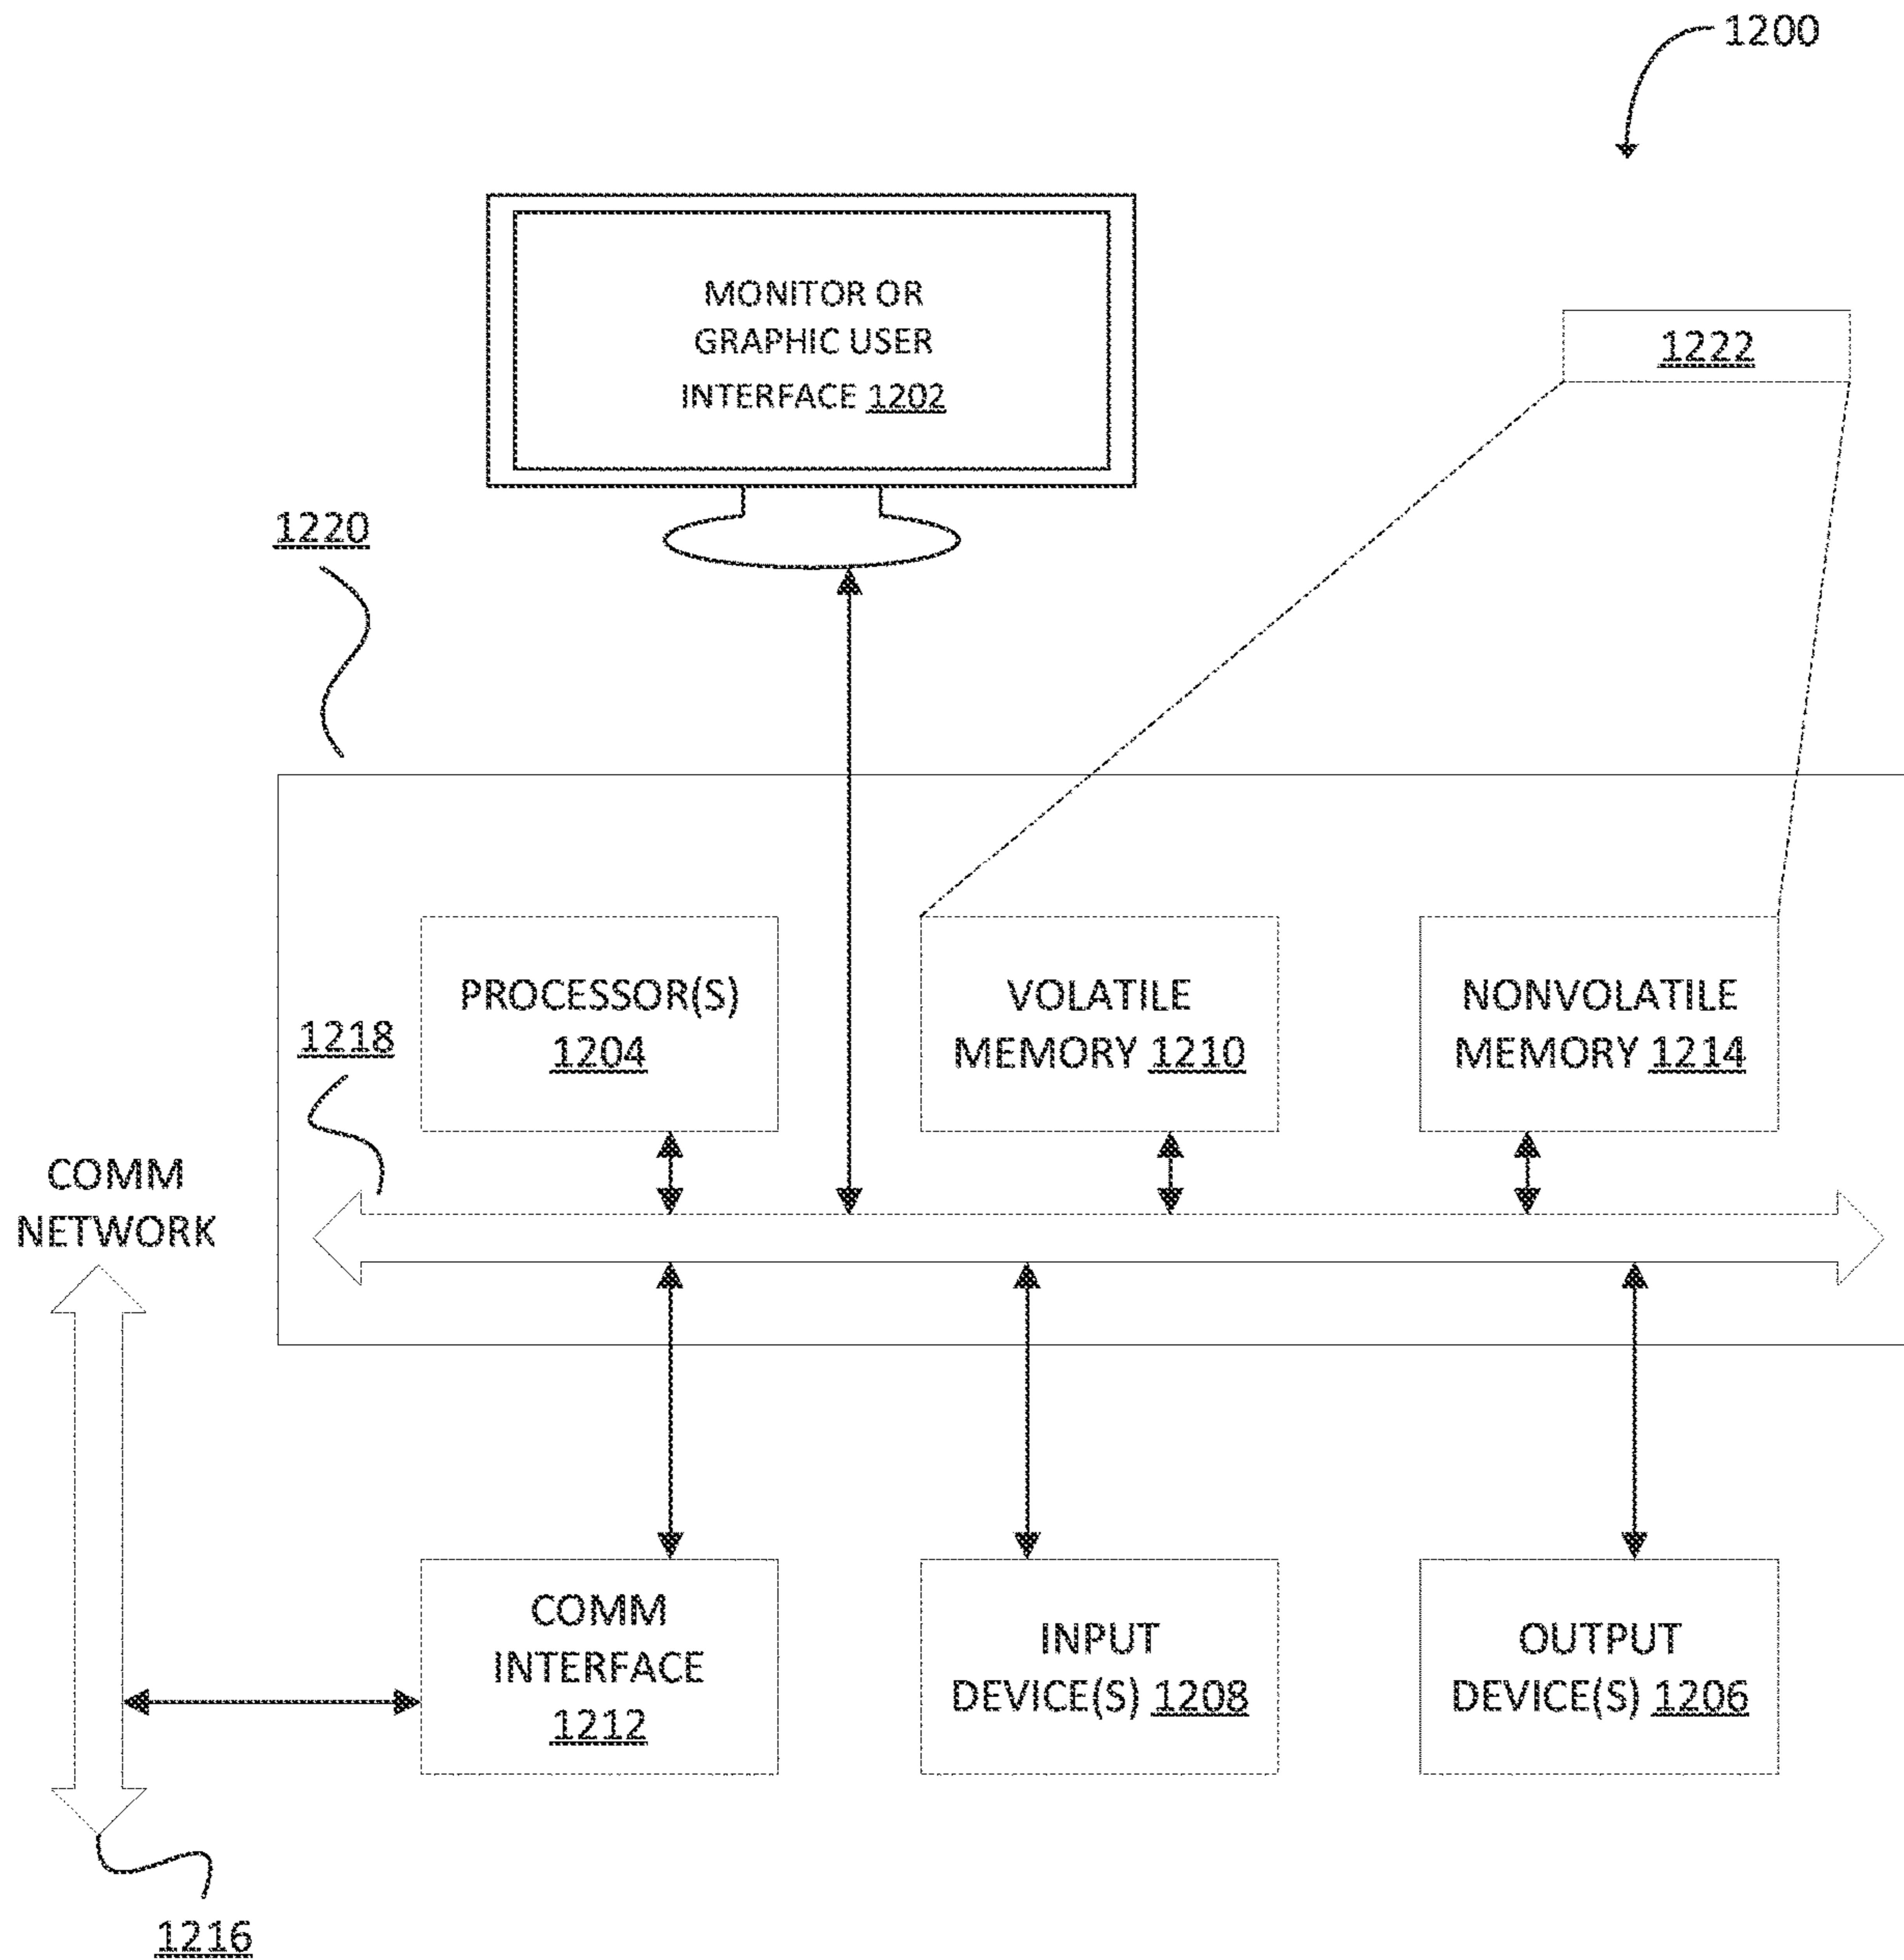 1200
MONITOR OR
GRAPHIC USER
INTERFACE 1202
1222
1220
PROCESSOR(S)
1204
VOLATILE
MEMORY 1210
NONVOLATILE
MEMORY 1214
1218
COMM
NETWORK
COMM
INTERFACE
1212
INPUT
DEVICE(S) 1208
OUTPUT
DEVICE(S) 1206
1216